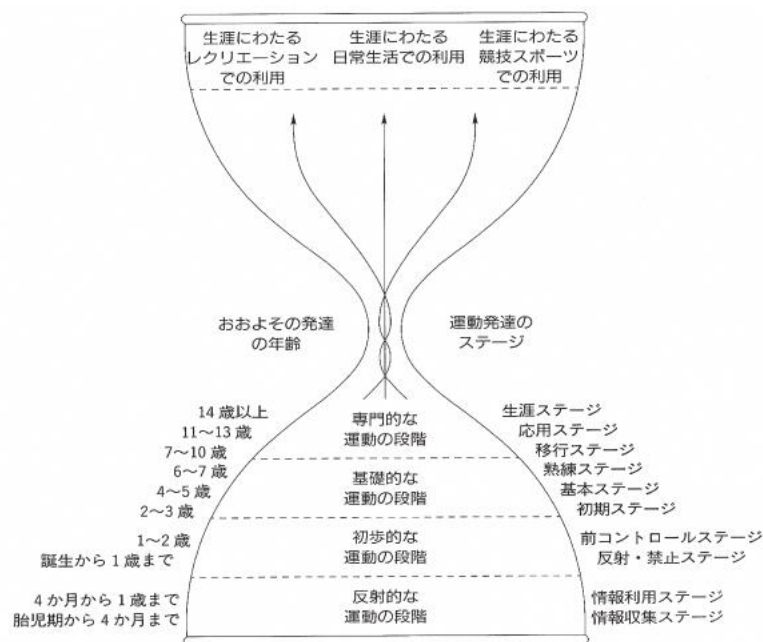 生涯にわたる
レクリエーション
での利用
生涯にわたる
日常生活での利用
生涯にわたる
競技スポーツ
での利用
おおよその発達
の年齢
運動発達の
ステージ
14歳以上
11〜13歳
7〜10歳
6〜7歳
4〜5歳
2〜3歳
1〜2歳
誕生から1歳まで
4か月から1歳まで
胎児期から4か月まで
専門的な
運動の段階
基礎的な
運動の段階
初歩的な
運動の段階
反射的な
運動の段階
生涯ステージ
応用ステージ
移行ステージ
熟練ステージ
基本ステージ
初期ステージ
前コントロールステージ
反射・禁止ステージ
情報利用ステージ
情報収集ステージ